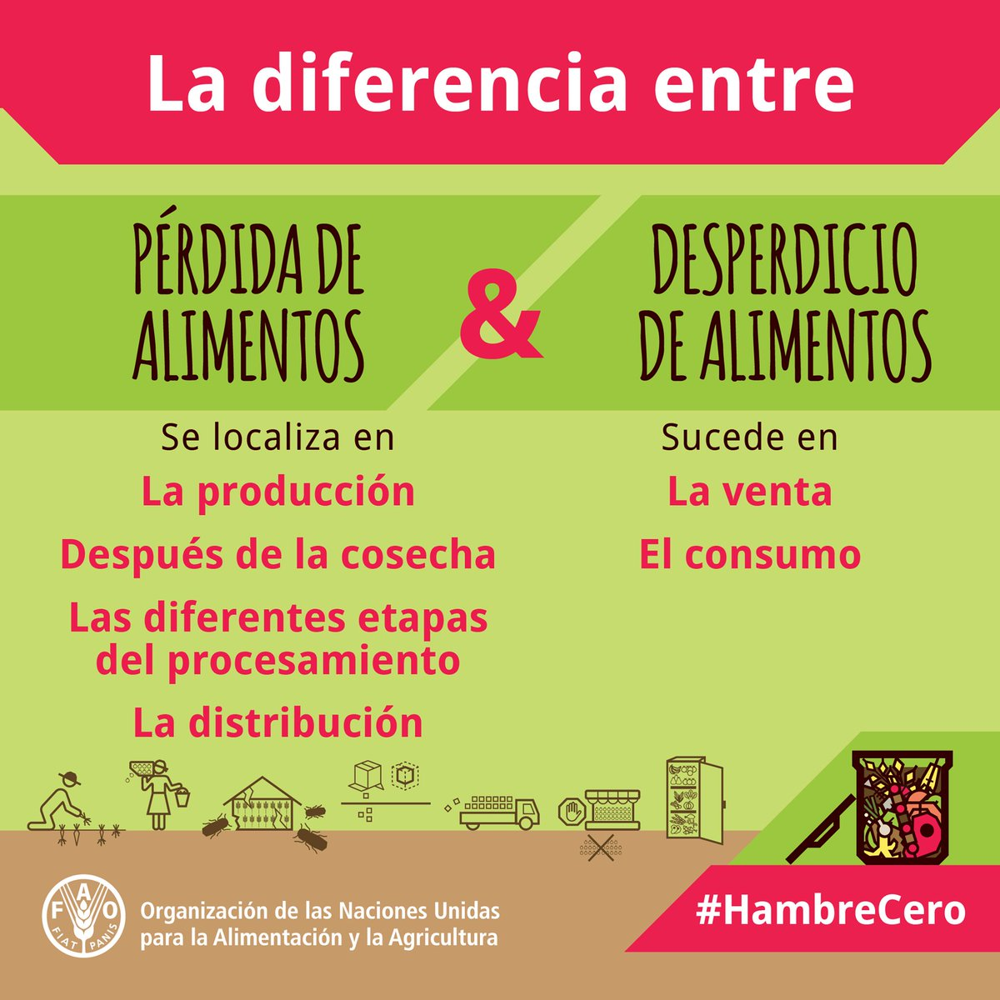 La diferencia entre
PÉRDIDA DE
ALIMENTOS
&
DESPERDICIO
DE ALIMENTOS
Se localiza en
La producción
Después de la cosecha
Las diferentes etapas
del procesamiento
La distribución
Sucede en
La venta
El consumo
FAO
FIAT PANIS
Organización de las Naciones Unidas
para la Alimentación y la Agricultura
#HambreCero